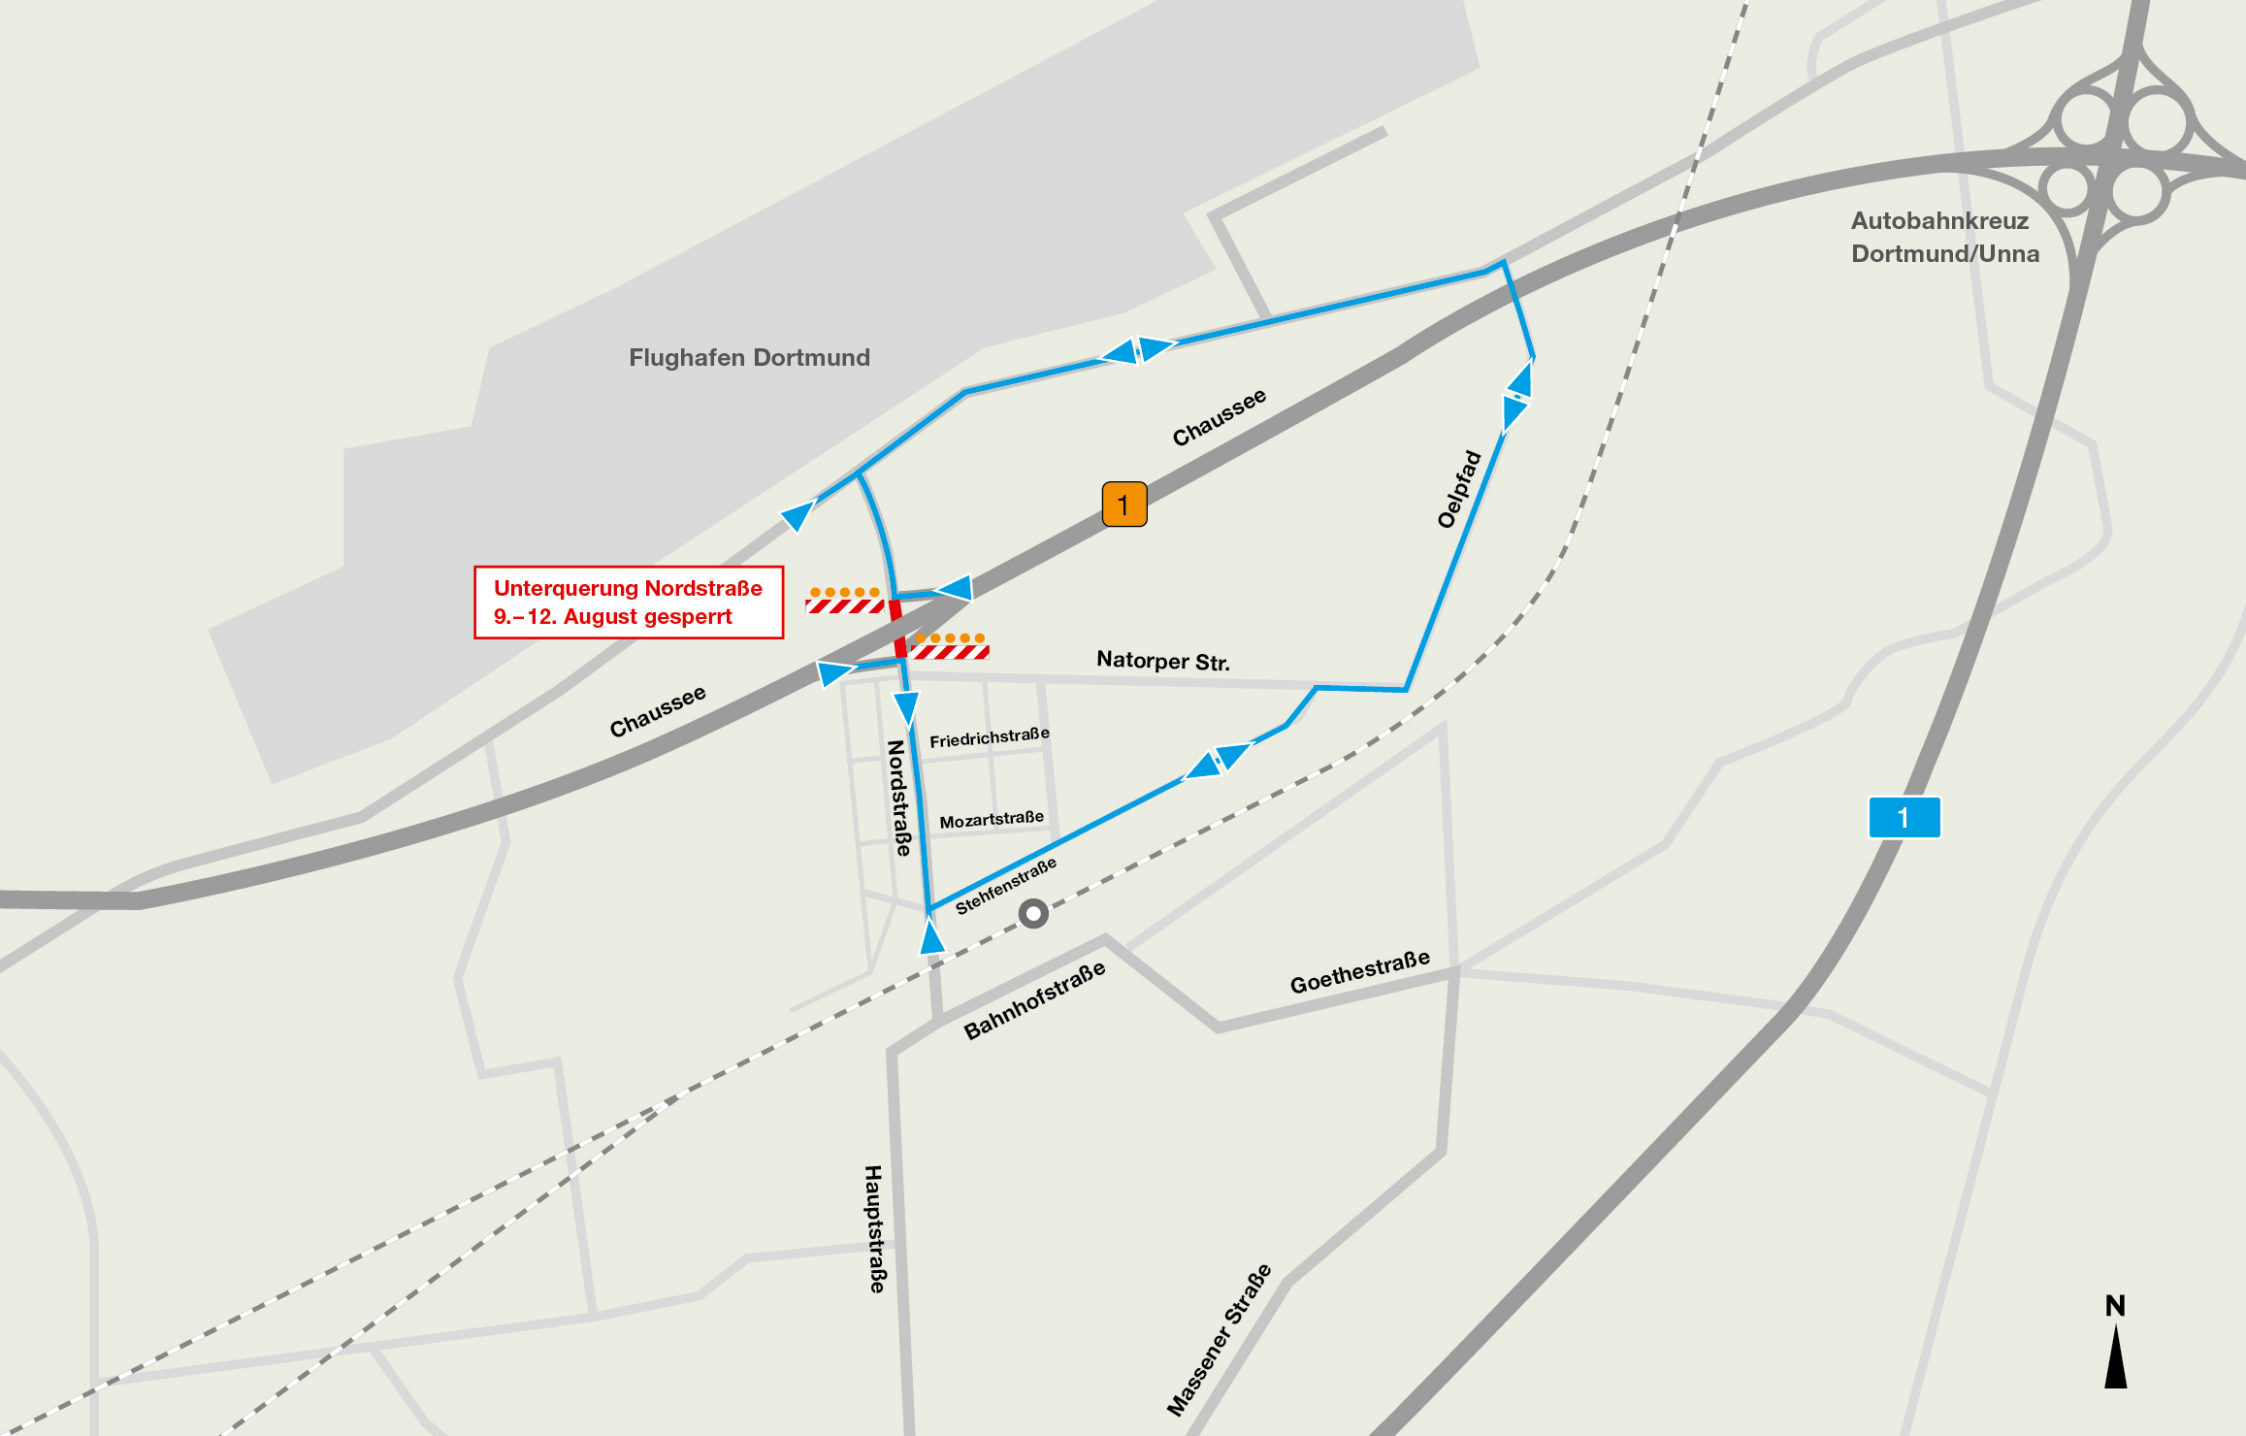 Autobahnkreuz
Dortmund/Unna
Flughafen Dortmund
Chaussee
1
Oelpfad
Unterquerung Nordstraße
9.–12. August gesperrt
Natorper Str.
Chaussee
Friedrichstraße
Nordstraße
Mozartstraße
1
Stehfenstraße
Goethestraße
Bahnhofstraße
Hauptstraße
Massener Straße
N